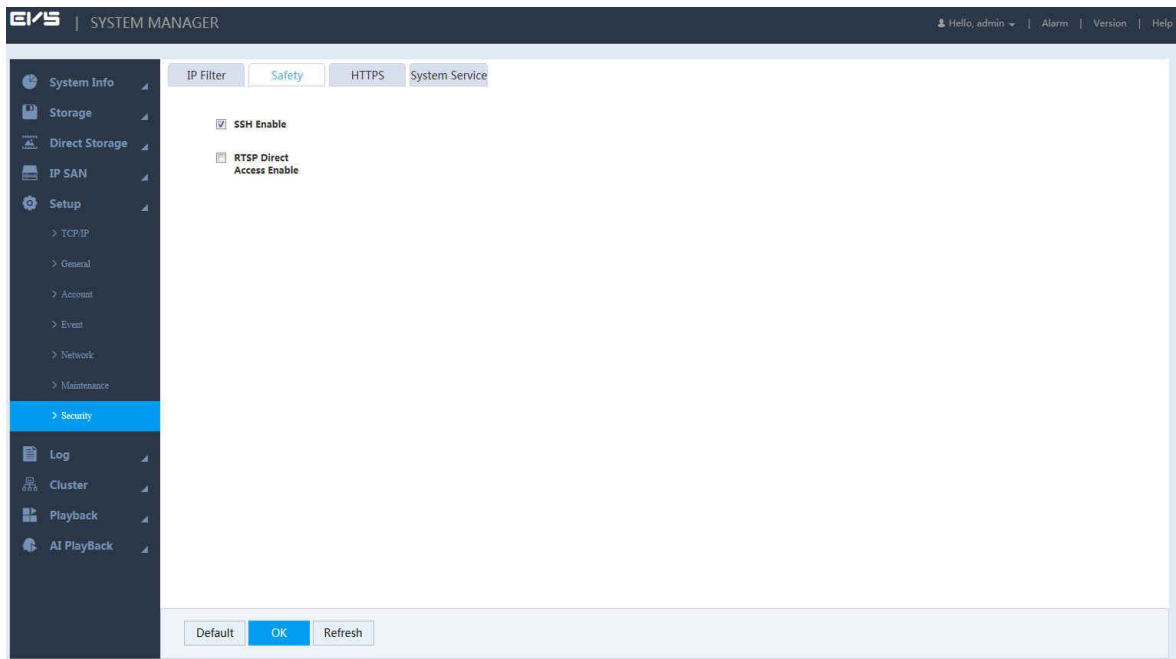 EVS | SYSTEM MANAGER
Hello, admin | Alarm | Version | Help
System Info
Storage
Direct Storage
IP SAN
Setup
> TCP/IP
> General
> Account
> Event
> Network
> Maintenance
> Security
Log
Cluster
Playback
AI PlayBack
IP Filter
Safety
HTTPS
System Service
SSH Enable
RTSP Direct
Access Enable
Default
OK
Refresh